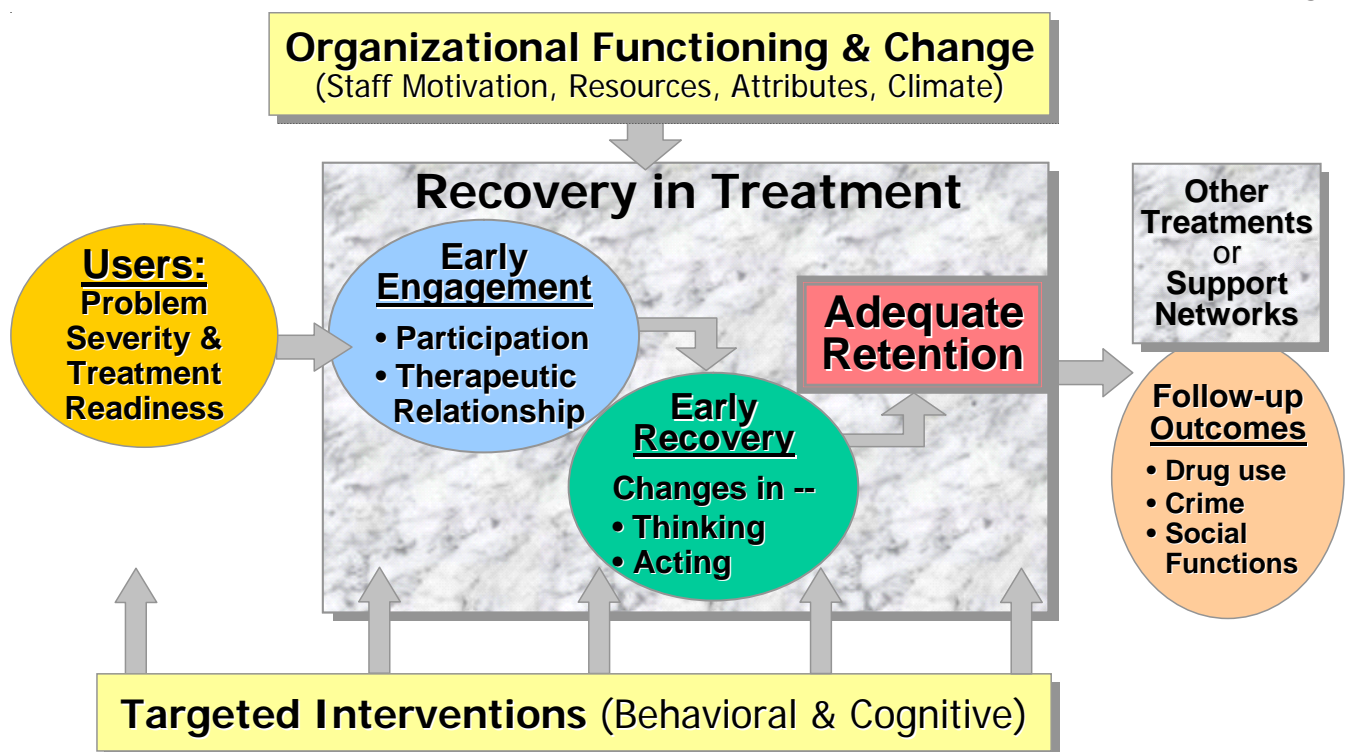 Organizational Functioning & Change
(Staff Motivation, Resources, Attributes, Climate)
Recovery in Treatment
Users:
Problem
Severity &
Treatment
Readiness
Early
Engagement
• Participation
• Therapeutic
Relationship
Early
Recovery
Changes in --
• Thinking
• Acting
Adequate
Retention
Other
Treatments
or
Support
Networks
Follow-up
Outcomes
• Drug use
• Crime
• Social
Functions
Targeted Interventions (Behavioral & Cognitive)